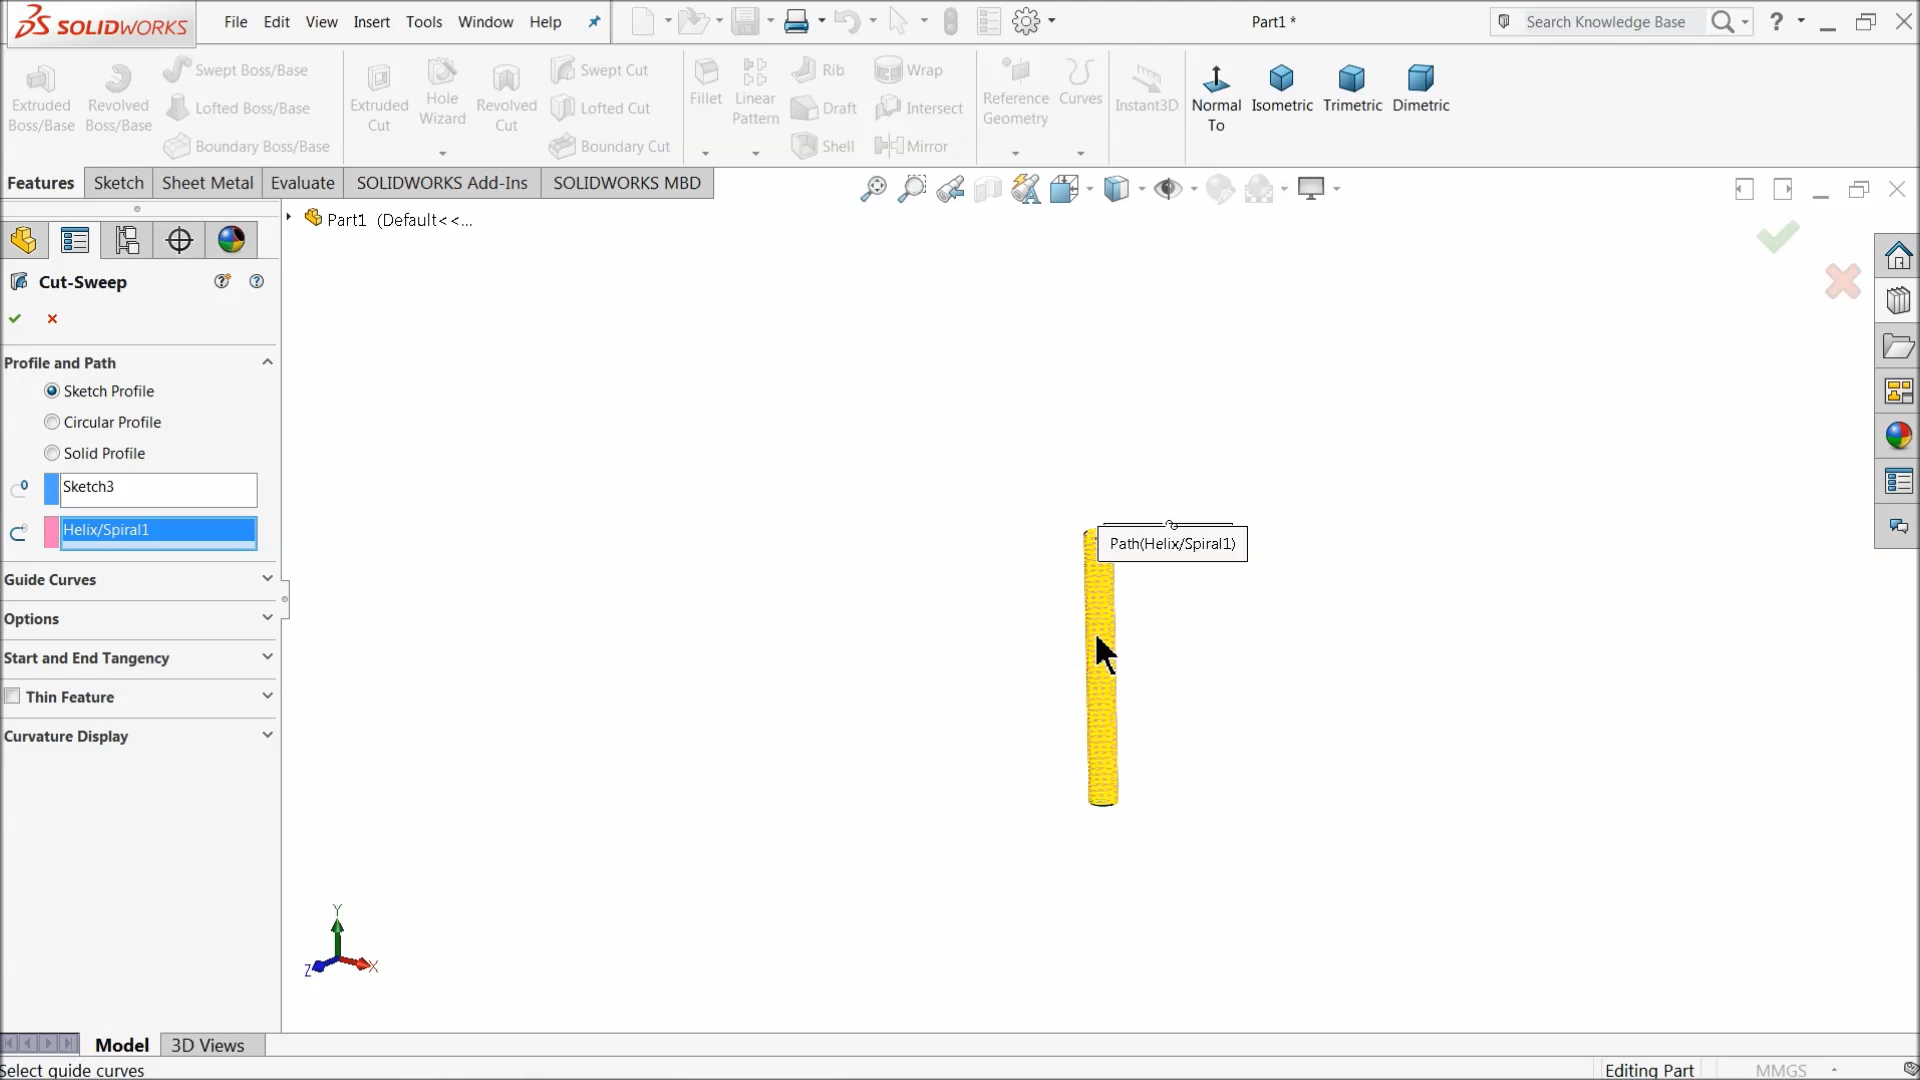 SOLIDWORKS
File Edit View Insert Tools Window Help
Part1 *
Search Knowledge Base
?
Extruded Boss/Base
Revolved Boss/Base
Swept Boss/Base
Lofted Boss/Base
Boundary Boss/Base
Extruded Cut
Hole Wizard
Revolved Cut
Swept Cut
Lofted Cut
Boundary Cut
Fillet
Linear Pattern
Rib
Draft
Shell
Wrap
Intersect
Mirror
Reference Geometry
Curves
Instant3D
Normal To
Isometric
Trimetric
Dimetric
Features Sketch Sheet Metal Evaluate SOLIDWORKS Add-Ins SOLIDWORKS MBD
Part1 (Default<<...
Cut-Sweep
Profile and Path
Sketch Profile
Circular Profile
Solid Profile
Sketch3
Helix/Spiral1
Guide Curves
Options
Start and End Tangency
Thin Feature
Curvature Display
Path(Helix/Spiral1)
Y
Z
X
Model 3D Views
Select guide curves
Editing Part
MMGS